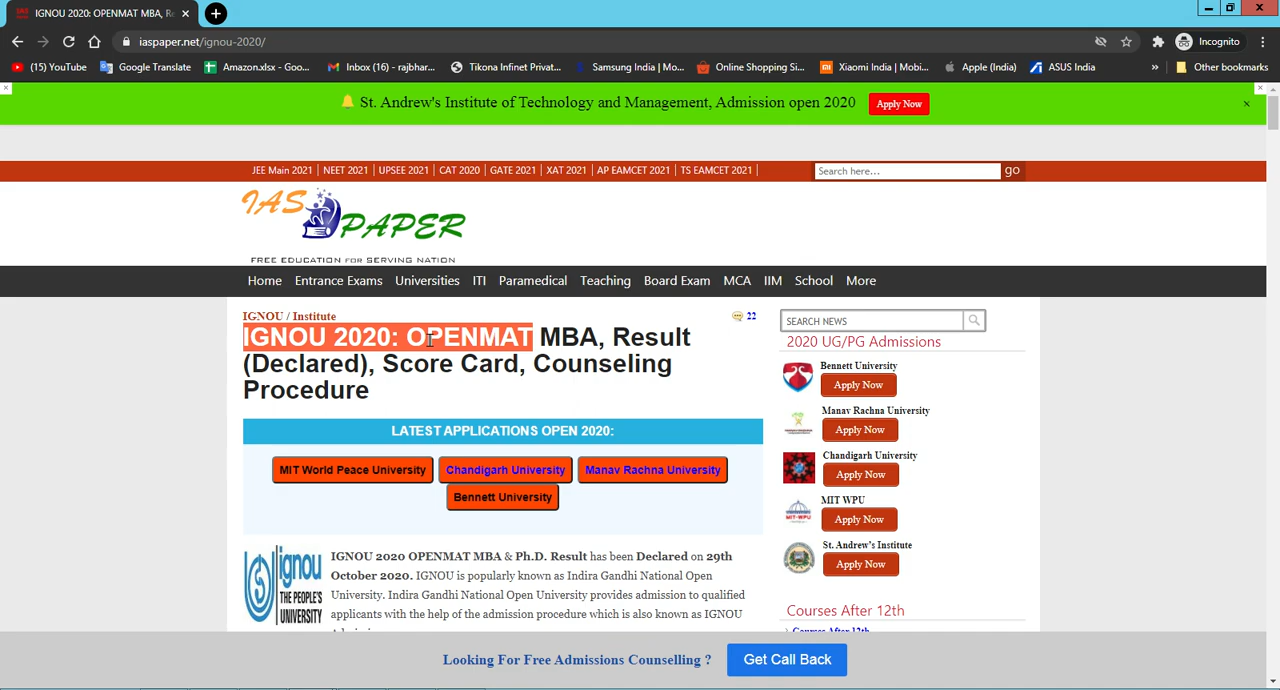 IGNOU 2020: OPENMAT MBA, Re
iaspaper.net/ignou-2020/
Incognito
(15) YouTube
Google Translate
Amazon.xlsx - Goo...
Inbox (16) - rajbhar...
Tikona Infinet Privat...
Samsung India | Mo...
Online Shopping Si...
Xiaomi India | Mobi...
Apple (India)
ASUS India
»
Other bookmarks
St. Andrew's Institute of Technology and Management, Admission open 2020
Apply Now
×
JEE Main 2021 | NEET 2021 | UPSEE 2021 | CAT 2020 | GATE 2021 | XAT 2021 | AP EAMCET 2021 | TS EAMCET 2021 |
Search here...
go
IAS PAPER
FREE EDUCATION FOR SERVING NATION
Home Entrance Exams Universities ITI Paramedical Teaching Board Exam MCA IIM School More
IGNOU / Institute
22
IGNOU 2020: OPENMAT MBA, Result
(Declared), Score Card, Counseling
Procedure
LATEST APPLICATIONS OPEN 2020:
MIT World Peace University
Chandigarh University
Manav Rachna University
Bennett University
ignou
THE PEOPLE'S
UNIVERSITY
IGNOU 2020 OPENMAT MBA & Ph.D. Result has been Declared on 29th
October 2020. IGNOU is popularly known as Indira Gandhi National Open
University. Indira Gandhi National Open University provides admission to qualified
applicants with the help of the admission procedure which is also known as IGNOU
SEARCH NEWS
2020 UG/PG Admissions
Bennett University
Apply Now
Manav Rachna University
Apply Now
Chandigarh University
Apply Now
MIT WPU
MIT-WPU
Apply Now
St. Andrew's Institute
Apply Now
Courses After 12th
Courses After 12th
Looking For Free Admissions Counselling ?
Get Call Back